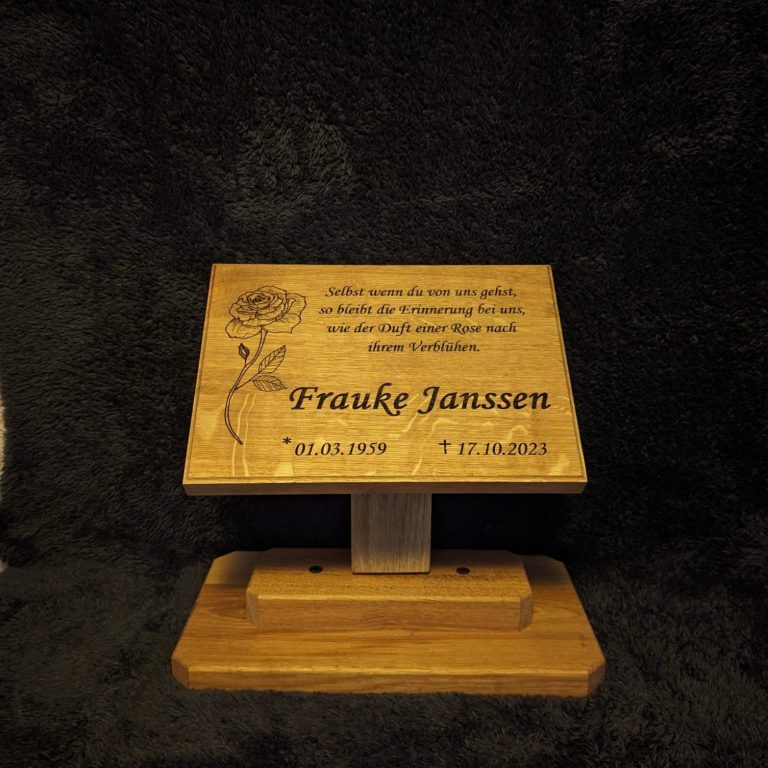 Selbst wenn du von uns gehst,
so bleibt die Erinnerung bei uns,
wie der Duft einer Rose nach
ihrem Verblühen.
Frauke Janssen
* 01.03.1959 † 17.10.2023